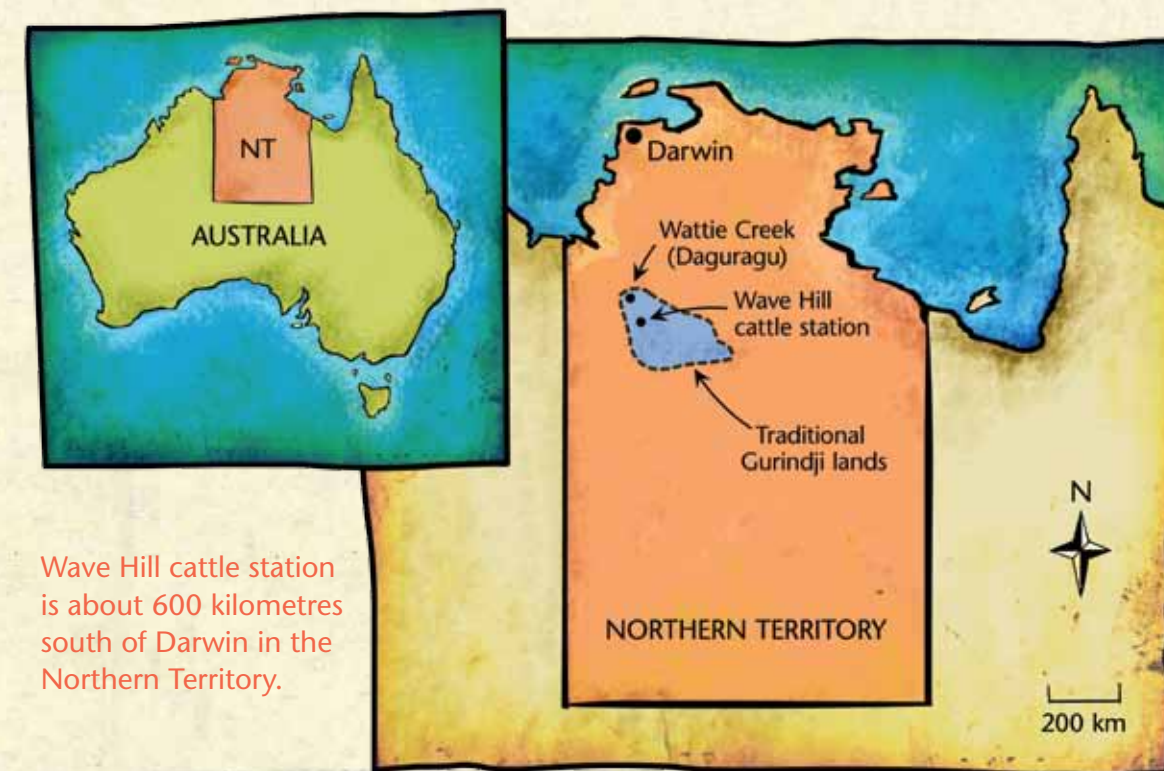 NT
AUSTRALIA
Darwin
Wattie Creek
(Daguragu)
Wave Hill
cattle station
Traditional
Gurindji lands
N
NORTHERN TERRITORY
200 km
Wave Hill cattle station
is about 600 kilometres
south of Darwin in the
Northern Territory.